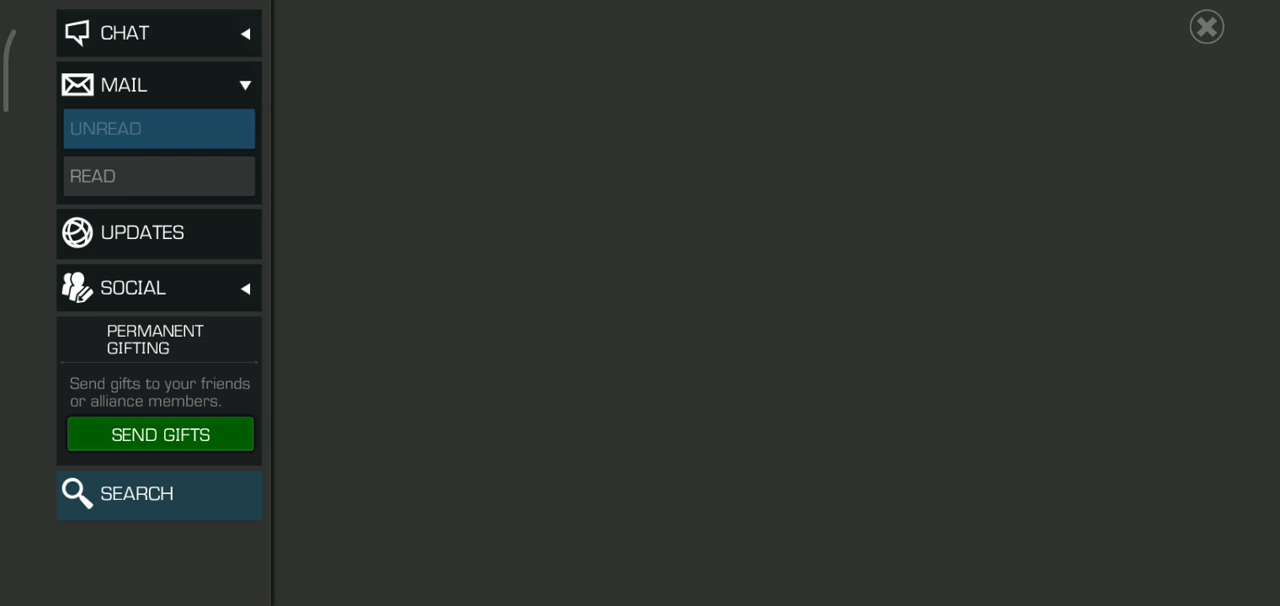 CHAT
MAIL
UNREAD
READ
UPDATES
SOCIAL
PERMANENT
GIFTING
Send gifts to your friends
or alliance members.
SEND GIFTS
SEARCH